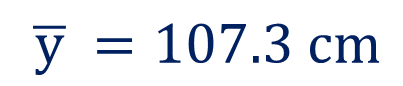 y̅ = 107.3 cm